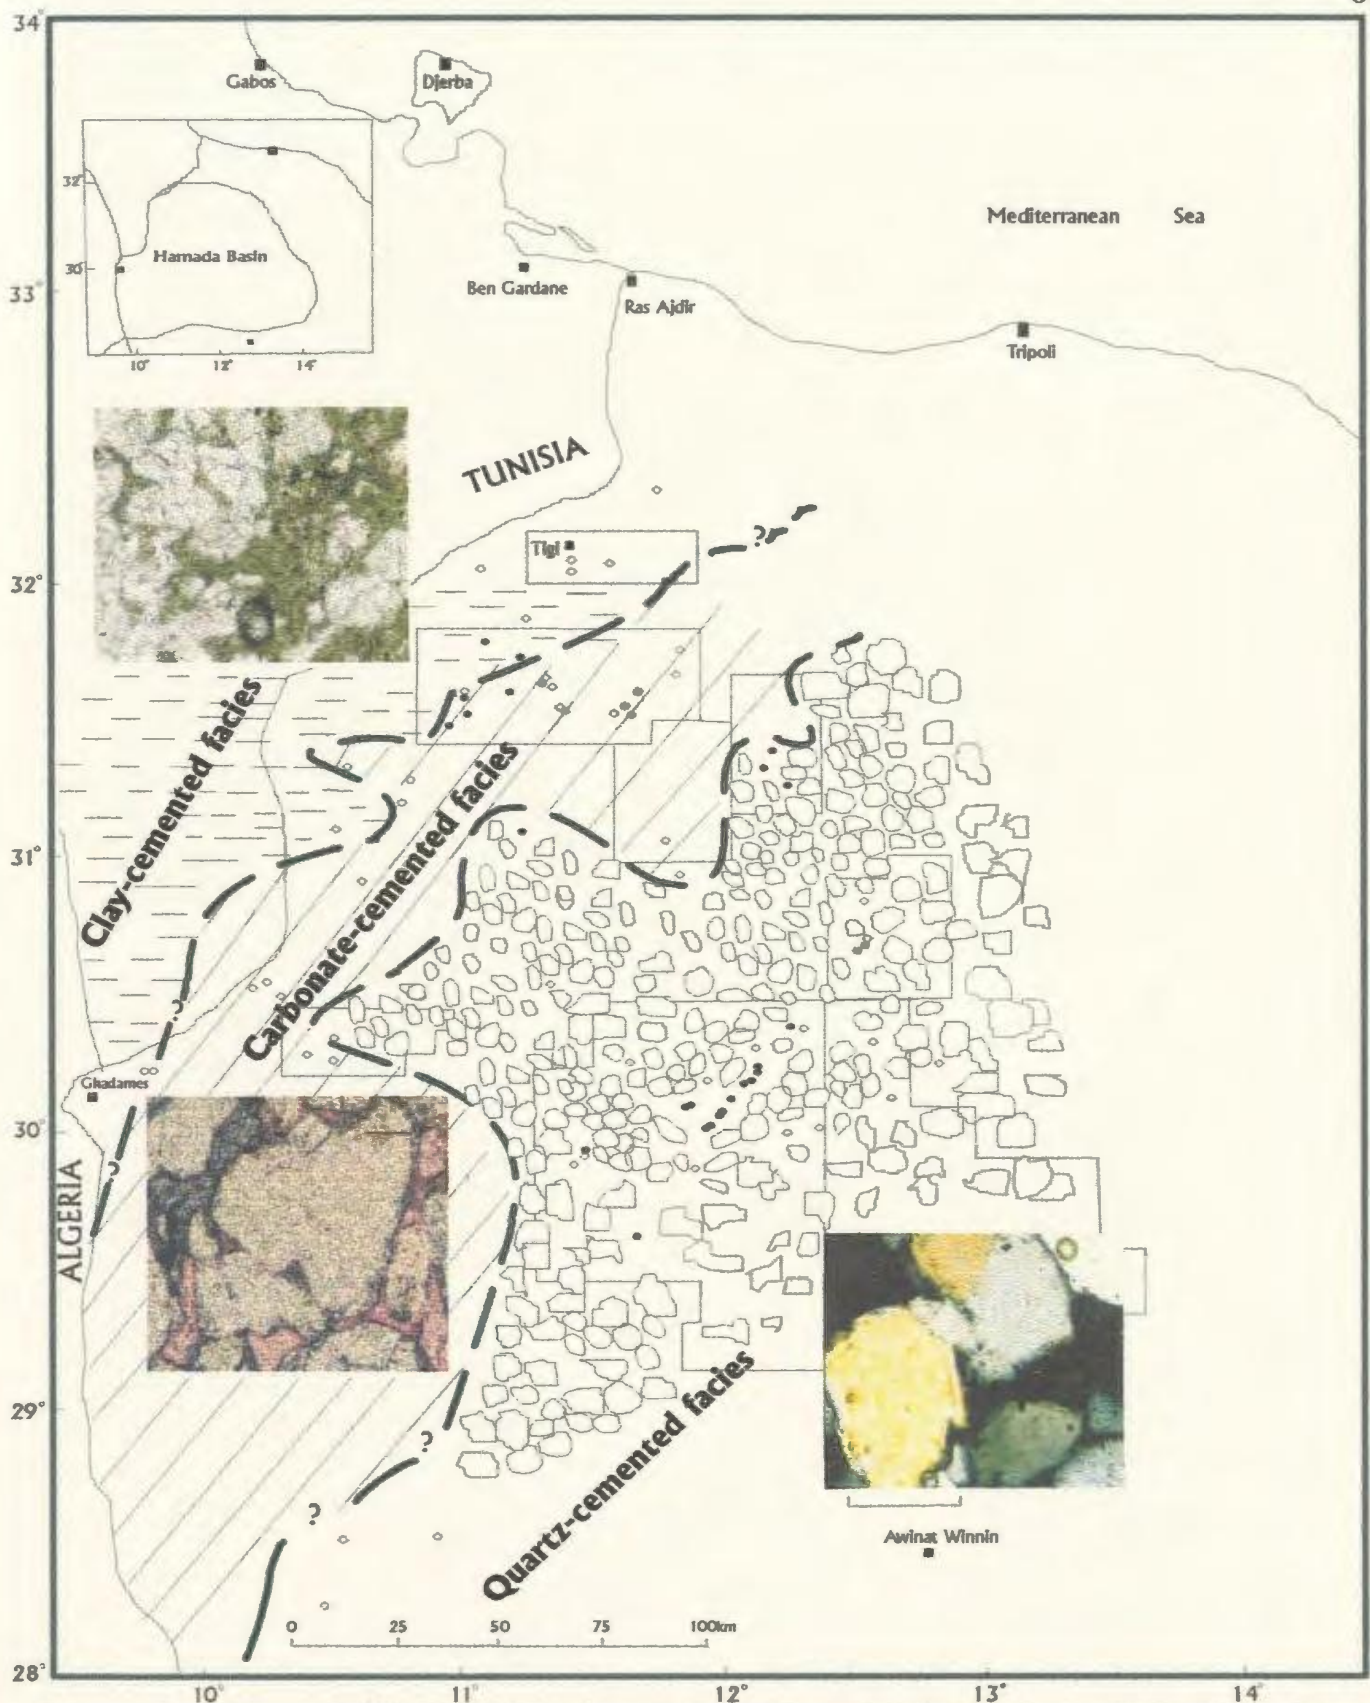 34°
Gabos
Djerba
32°
30°
Hamada Basin
10°
12°
14°
Mediterranean Sea
33°
Ben Gardane
Ras Ajdir
Tripoli
TUNISIA
Tigi
?
32°
Clay-cemented facies
Carbonate-cemented facies
31°
?
Ghadames
30°
?
ALGERIA
29°
?
?
Quartz-cemented facies
Awinat Winnin
0 25 50 75 100km
28°
10° 11° 12° 13° 14°